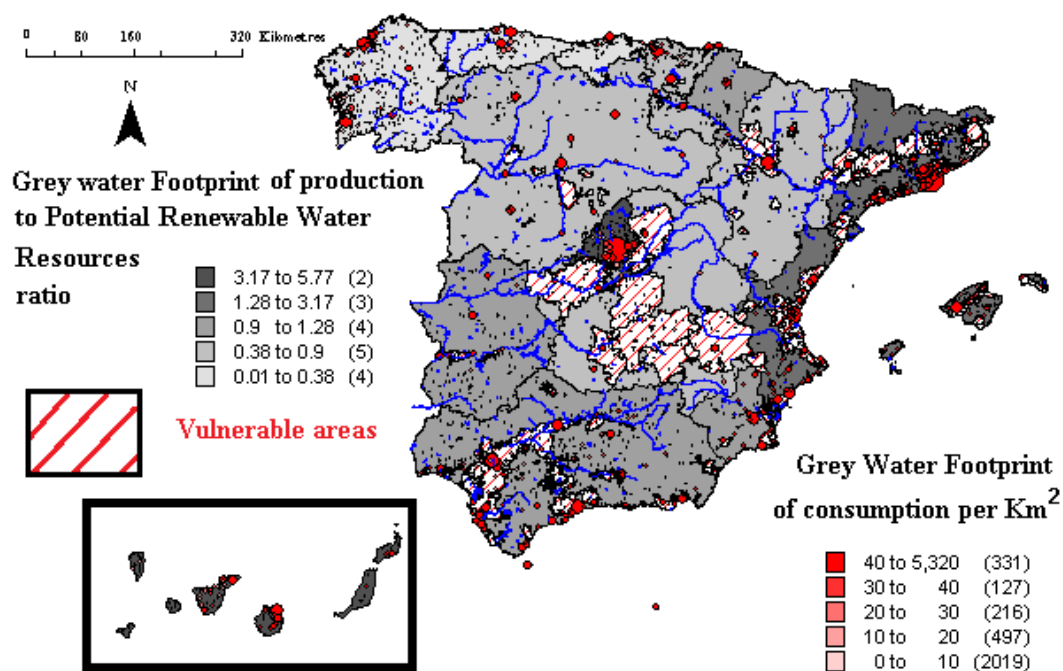 0 80 160 320 Kilometres
N
Grey water Footprint of production
to Potential Renewable Water
Resources
ratio
3.17 to 5.77 (2)
1.28 to 3.17 (3)
0.9 to 1.28 (4)
0.38 to 0.9 (5)
0.01 to 0.38 (4)
Vulnerable areas
Grey Water Footprint
of consumption per Km²
40 to 5,320 (331)
30 to 40 (127)
20 to 30 (216)
10 to 20 (497)
0 to 10 (2019)